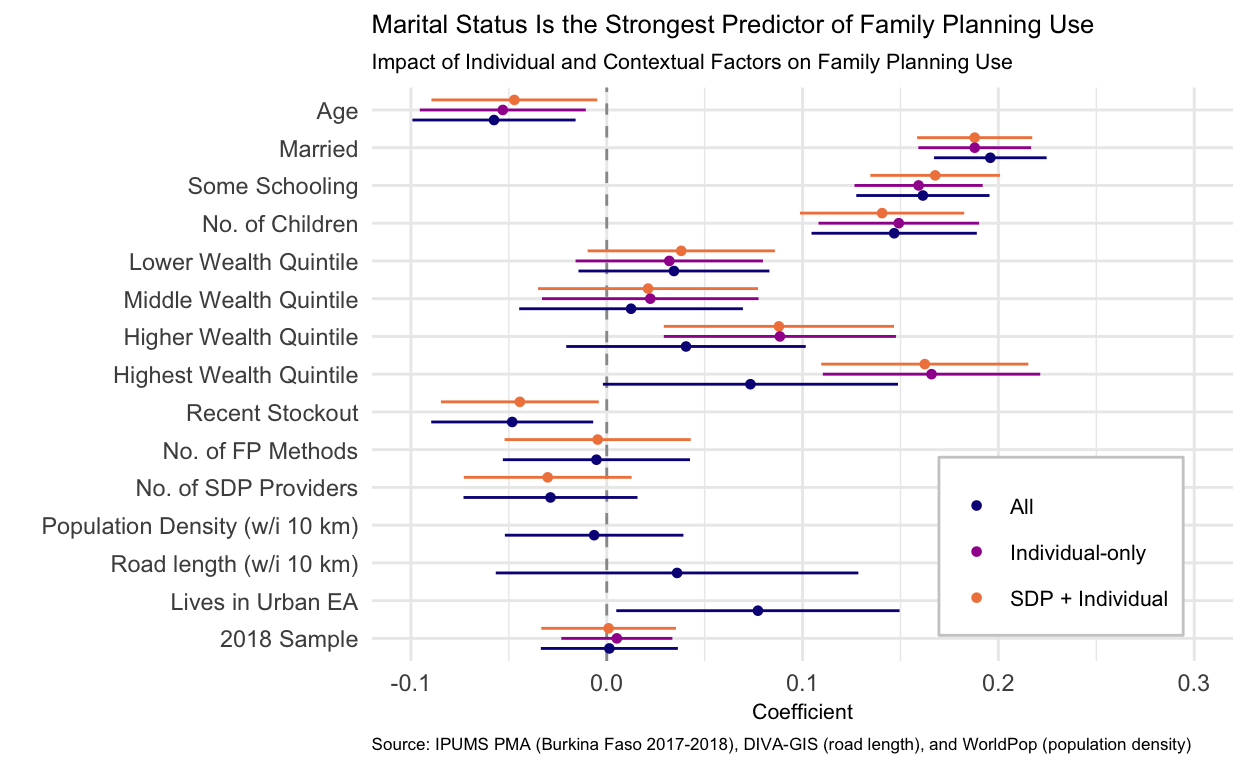 Marital Status Is the Strongest Predictor of Family Planning Use
Impact of Individual and Contextual Factors on Family Planning Use
Age
Married
Some Schooling
No. of Children
Lower Wealth Quintile
Middle Wealth Quintile
Higher Wealth Quintile
Highest Wealth Quintile
Recent Stockout
No. of FP Methods
No. of SDP Providers
Population Density (w/i 10 km)
Road length (w/i 10 km)
Lives in Urban EA
2018 Sample
All
Individual-only
SDP + Individual
-0.1 0.0 0.1 0.2 0.3
Coefficient
Source: IPUMS PMA (Burkina Faso 2017-2018), DIVA-GIS (road length), and WorldPop (population density)